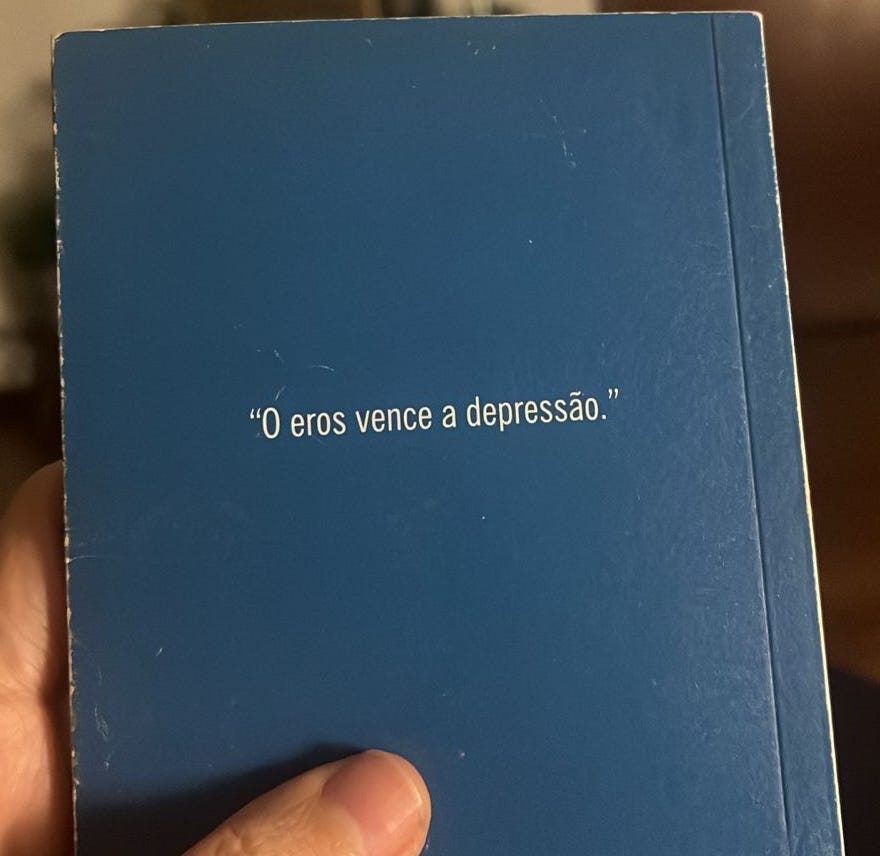 “O eros vence a depressão.”